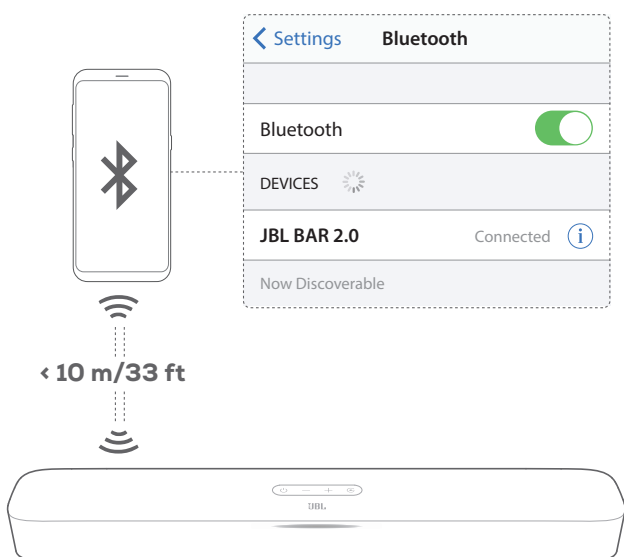 Settings Bluetooth
Bluetooth
DEVICES
JBL BAR 2.0 Connected i
Now Discoverable
< 10 m/33 ft
JBL